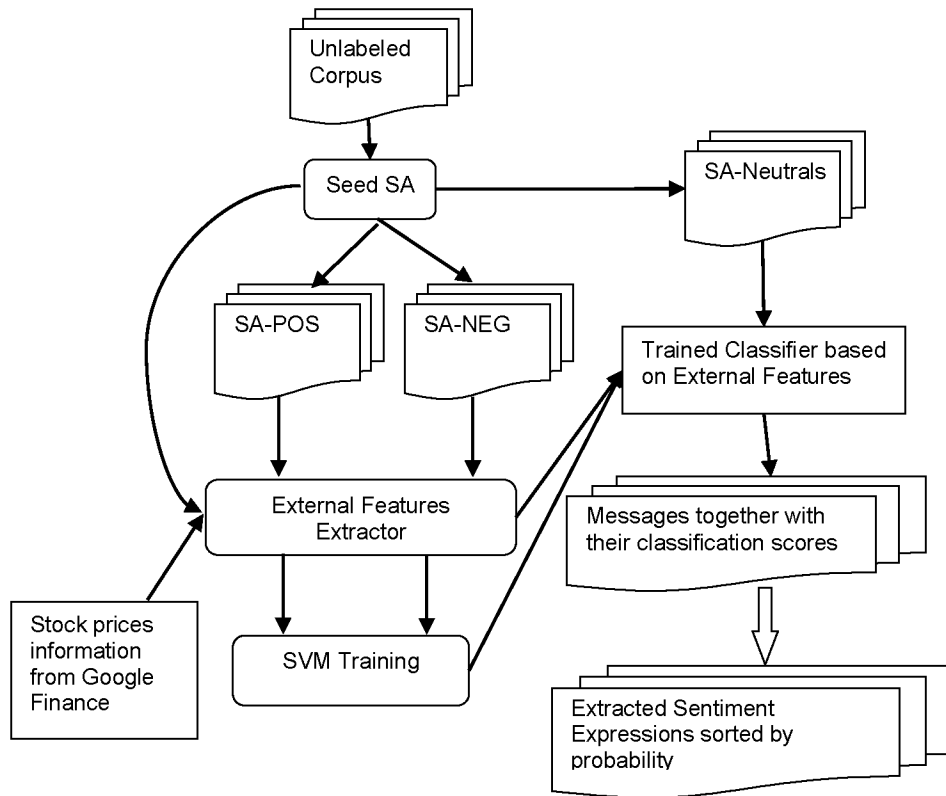 Unlabeled
Corpus
Seed SA
SA-Neutrals
SA-POS
SA-NEG
Trained Classifier based
on External Features
External Features
Extractor
Messages together with
their classification scores
Stock prices
information
from Google
Finance
SVM Training
Extracted Sentiment
Expressions sorted by
probability